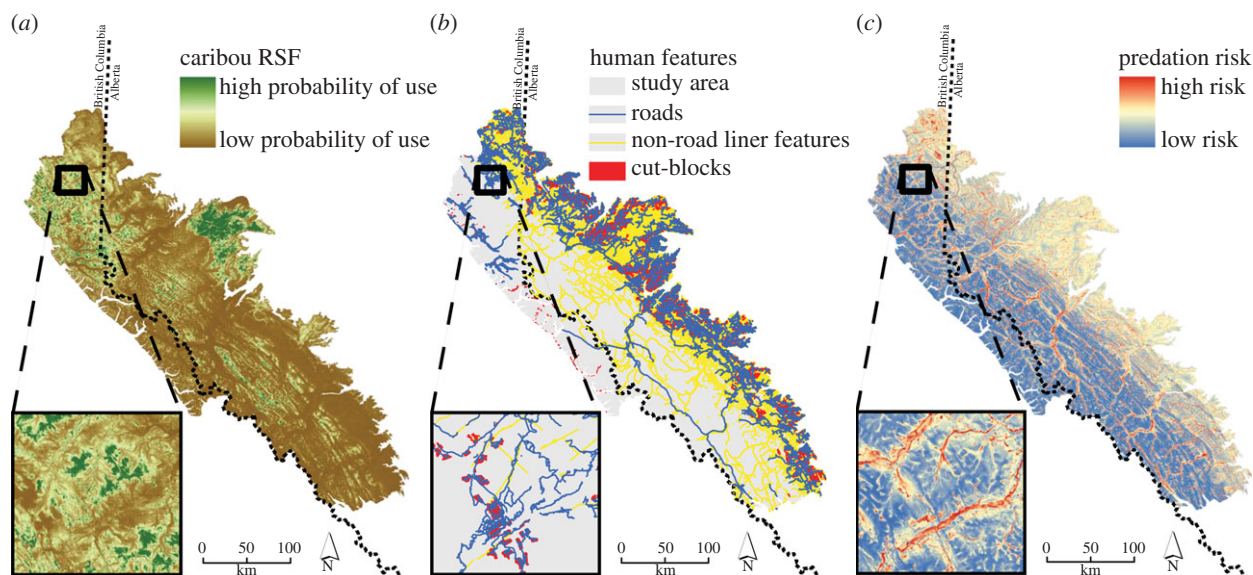 (a)
British Columbia
Alberta
caribou RSF
high probability of use
low probability of use
0 50 100
km
N
(b)
British Columbia
Alberta
human features
study area
roads
non-road liner features
cut-blocks
0 50 100
km
N
(c)
British Columbia
Alberta
predation risk
high risk
low risk
0 50 100
km
N